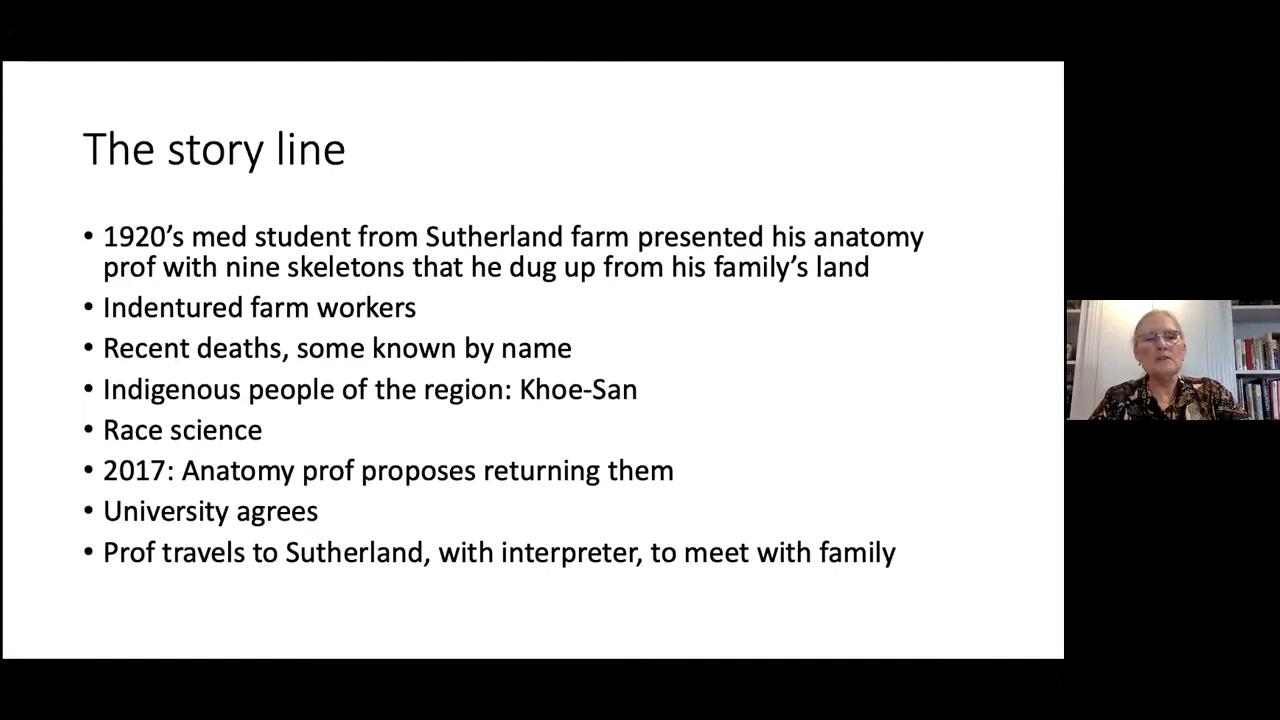 The story line
• 1920’s med student from Sutherland farm presented his anatomy
prof with nine skeletons that he dug up from his family’s land
• Indentured farm workers
• Recent deaths, some known by name
• Indigenous people of the region: Khoe-San
• Race science
• 2017: Anatomy prof proposes returning them
• University agrees
• Prof travels to Sutherland, with interpreter, to meet with family